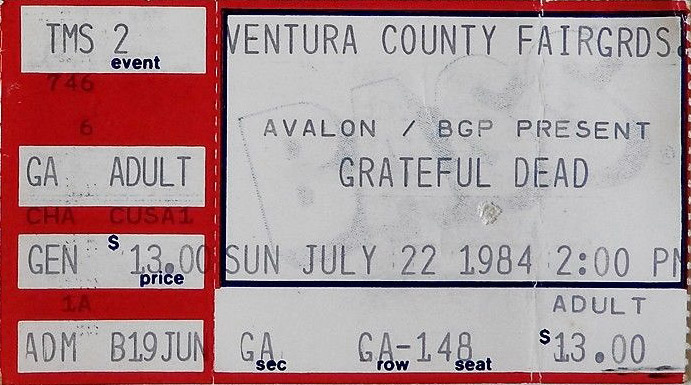 TMS 2
event
746
6
GA ADULT
CHA CUSA1
GEN $ 13.00
price
1A
ADM B19JUN
VENTURA COUNTY FAIRGRDS.
BASS
AVALON / BGP PRESENT
GRATEFUL DEAD
SUN JULY 22 1984 2:00 PM
ADULT
GA GA-148 $13.00
sec row seat